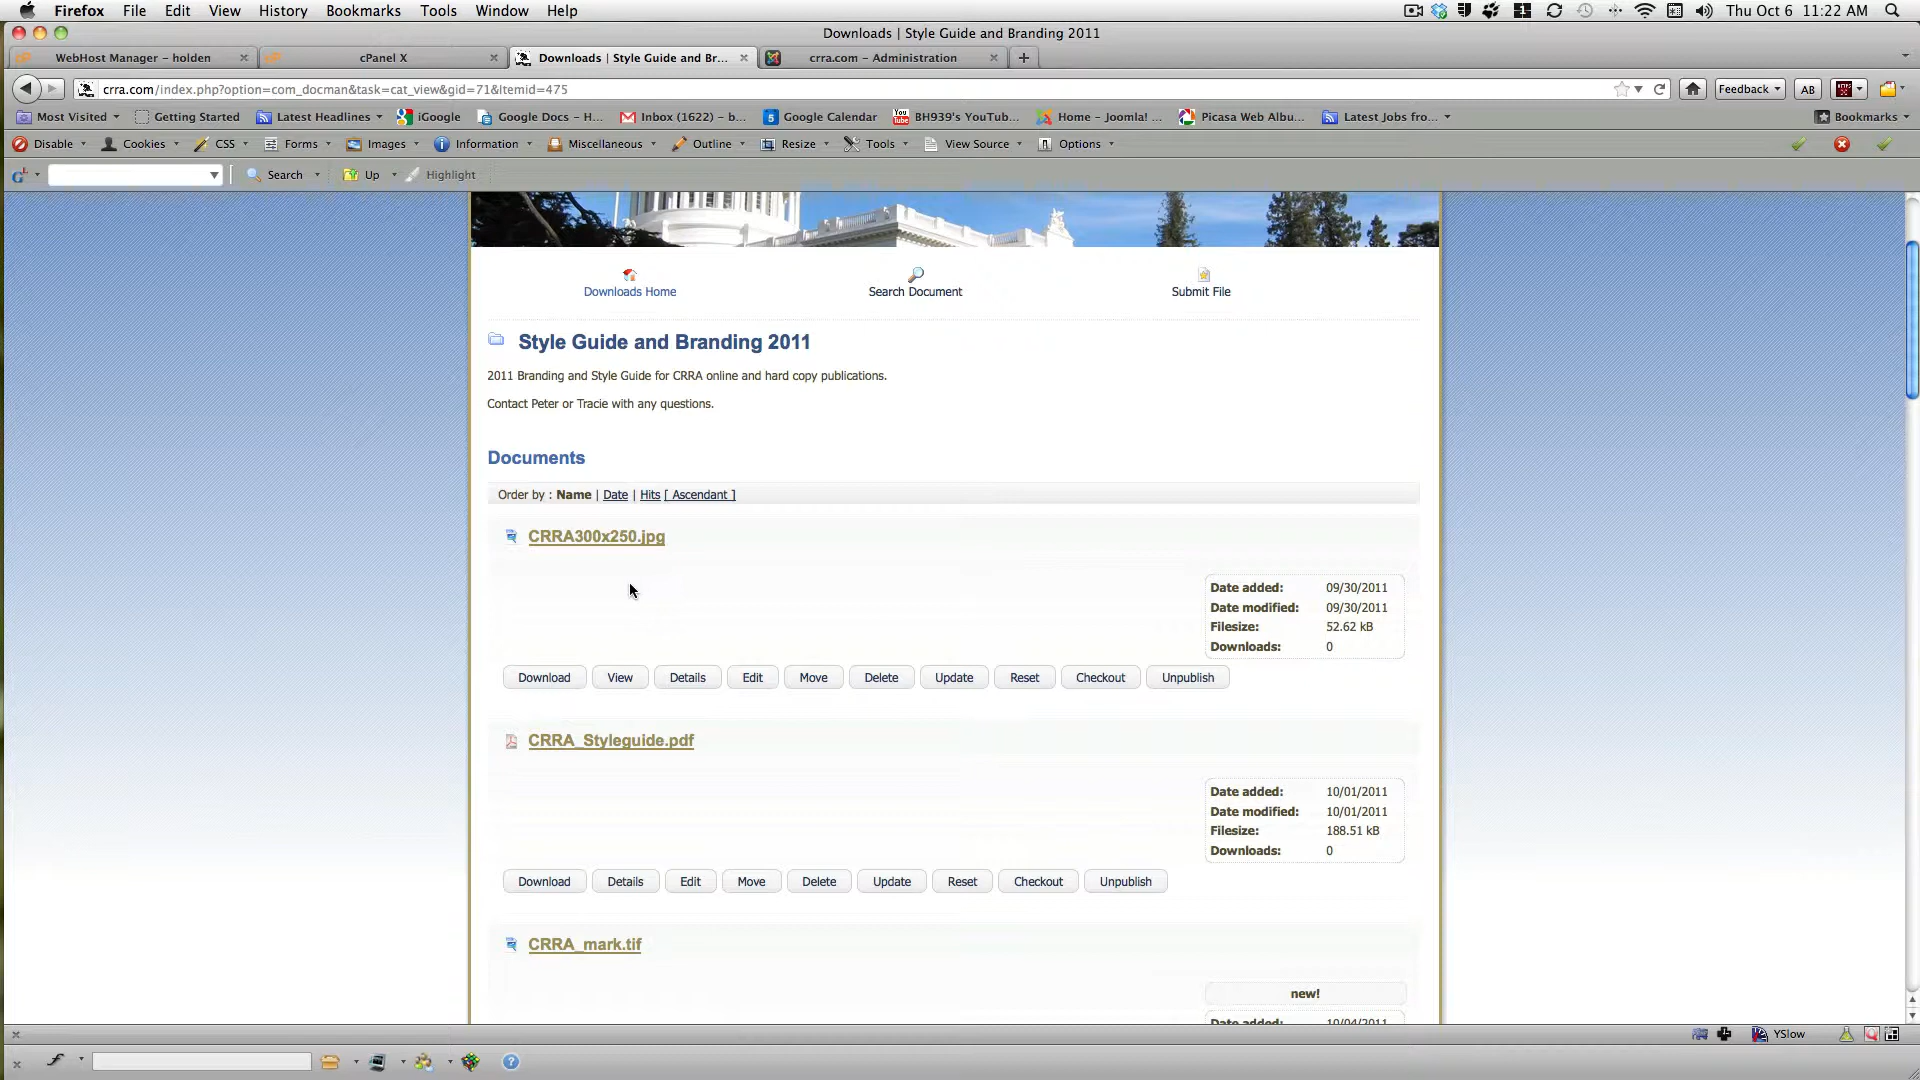 Firefox File Edit View History Bookmarks Tools Window Help Thu Oct 6 11:22 AM
Downloads | Style Guide and Branding 2011
WebHost Manager - holden cPanel X Downloads | Style Guide and Br... crra.com - Administration
crra.com/index.php?option=com_docman&task=cat_view&gid=71&Itemid=475 Feedback AB
Most Visited Getting Started Latest Headlines iGoogle Google Docs - H... Inbox (1622) - b... 5 Google Calendar BH939's YouTub... Home - Joomla! ... Picasa Web Albu... Latest Jobs fro... Bookmarks
Disable Cookies CSS Forms Images Information Miscellaneous Outline Resize Tools View Source Options
Search Up Highlight
Downloads Home Search Document Submit File
Style Guide and Branding 2011
2011 Branding and Style Guide for CRRA online and hard copy publications.
Contact Peter or Tracie with any questions.
Documents
Order by : Name | Date | Hits [ Ascendant ]
CRRA300x250.jpg
Date added: 09/30/2011
Date modified: 09/30/2011
Filesize: 52.62 kB
Downloads: 0
Download View Details Edit Move Delete Update Reset Checkout Unpublish
CRRA_Styleguide.pdf
Date added: 10/01/2011
Date modified: 10/01/2011
Filesize: 188.51 kB
Downloads: 0
Download Details Edit Move Delete Update Reset Checkout Unpublish
CRRA_mark.tif
new!
Date added: 10/04/2011
YSlow